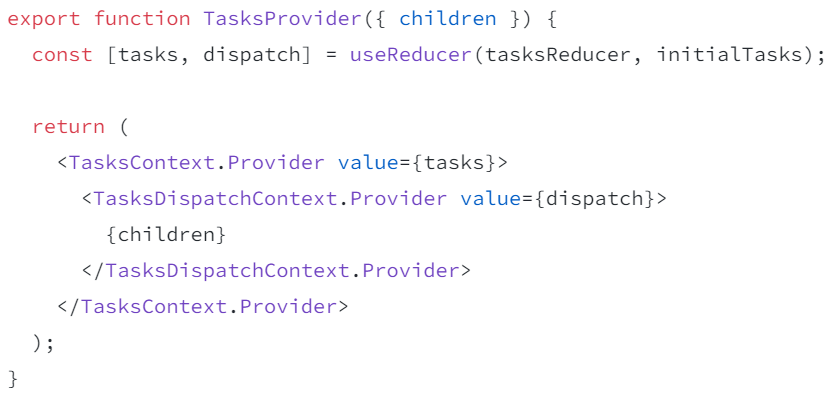 export function TasksProvider({ children }) {
  const [tasks, dispatch] = useReducer(tasksReducer, initialTasks);

  return (
    <TasksContext.Provider value={tasks}>
      <TasksDispatchContext.Provider value={dispatch}>
        {children}
      </TasksDispatchContext.Provider>
    </TasksContext.Provider>
  );
}